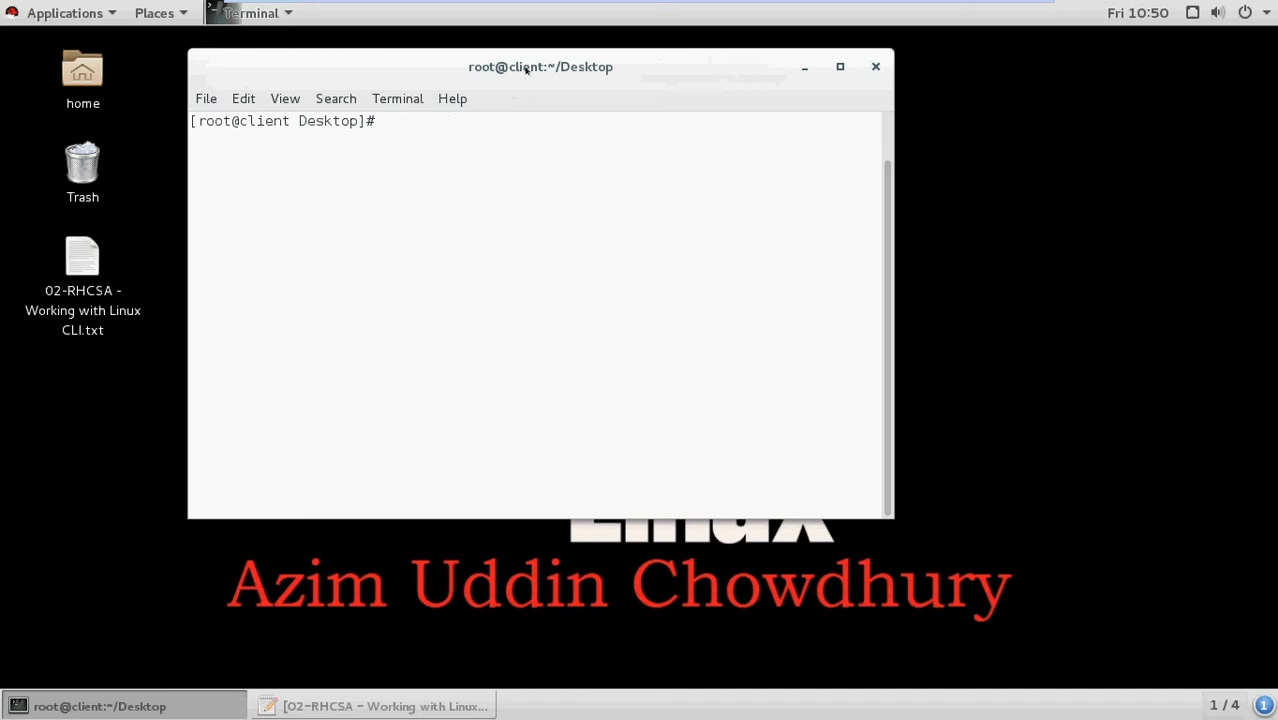 Applications Places Terminal Fri 10:50
root@client:~/Desktop
File Edit View Search Terminal Help
[root@client Desktop]#
home
Trash
02-RHCSA -
Working with Linux
CLI.txt
Linux
Azim Uddin Chowdhury
root@client:~/Desktop [02-RHCSA - Working with Linux... 1 / 4 1